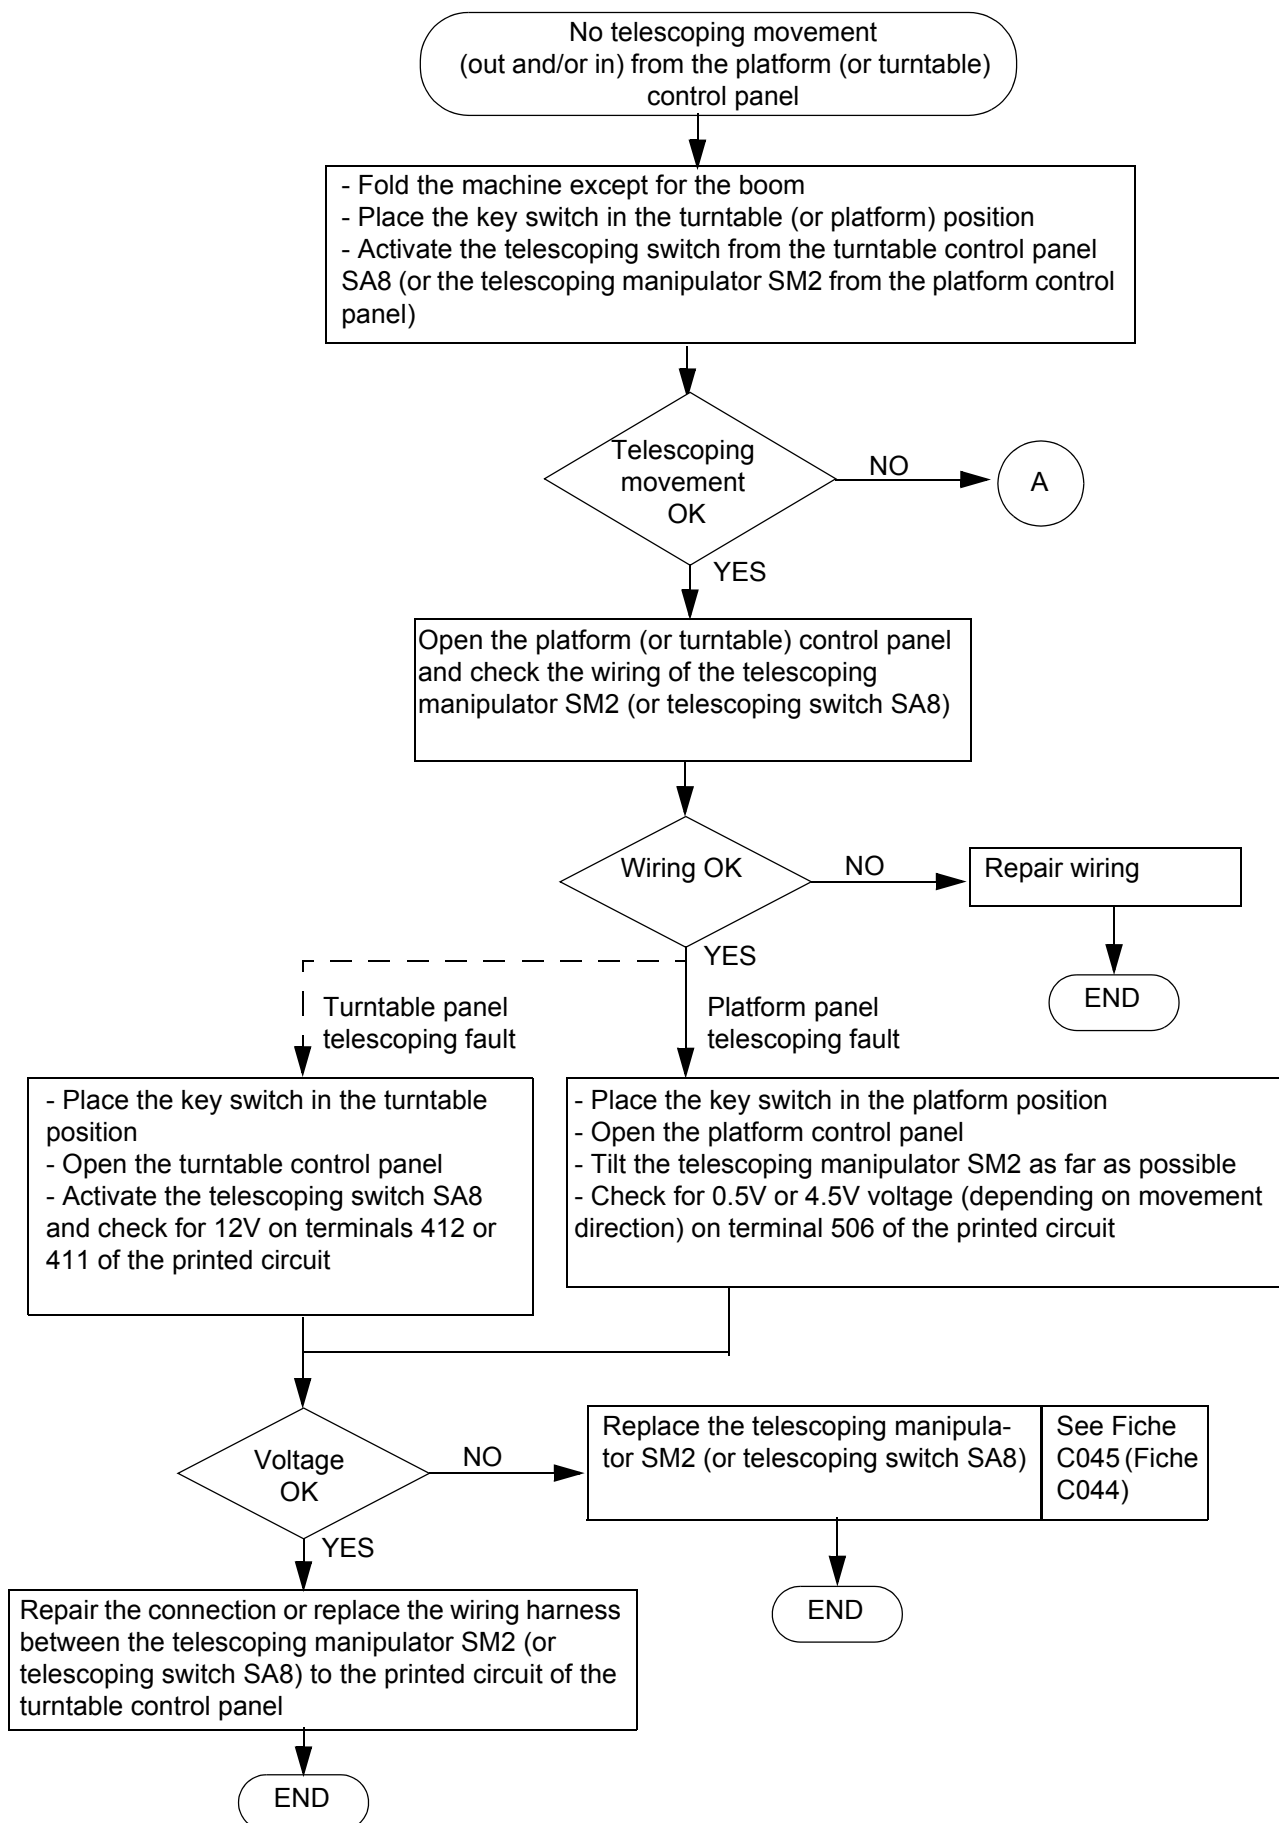 No telescoping movement
(out and/or in) from the platform (or turntable)
control panel
- Fold the machine except for the boom
- Place the key switch in the turntable (or platform) position
- Activate the telescoping switch from the turntable control panel
SA8 (or the telescoping manipulator SM2 from the platform control
panel)
Telescoping
movement
OK
NO
A
YES
Open the platform (or turntable) control panel
and check the wiring of the telescoping
manipulator SM2 (or telescoping switch SA8)
Wiring OK
NO
Repair wiring
YES
END
Turntable panel
telescoping fault
Platform panel
telescoping fault
- Place the key switch in the turntable
position
- Open the turntable control panel
- Activate the telescoping switch SA8
and check for 12V on terminals 412 or
411 of the printed circuit
- Place the key switch in the platform position
- Open the platform control panel
- Tilt the telescoping manipulator SM2 as far as possible
- Check for 0.5V or 4.5V voltage (depending on movement
direction) on terminal 506 of the printed circuit
Voltage
OK
NO
Replace the telescoping manipula-
tor SM2 (or telescoping switch SA8)
See Fiche
C045 (Fiche
C044)
YES
END
Repair the connection or replace the wiring harness
between the telescoping manipulator SM2 (or
telescoping switch SA8) to the printed circuit of the
turntable control panel
END